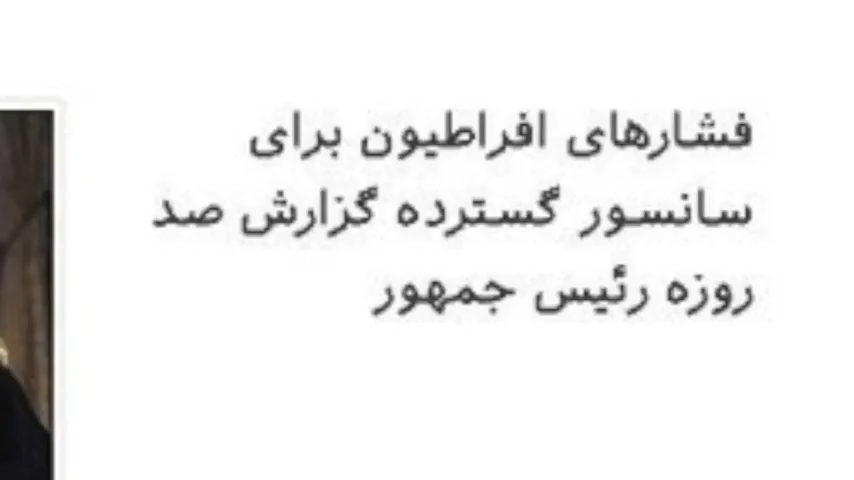 فشارهای افراطیون برای
سانسور گسترده گزارش صد
روزه رئیس جمهور